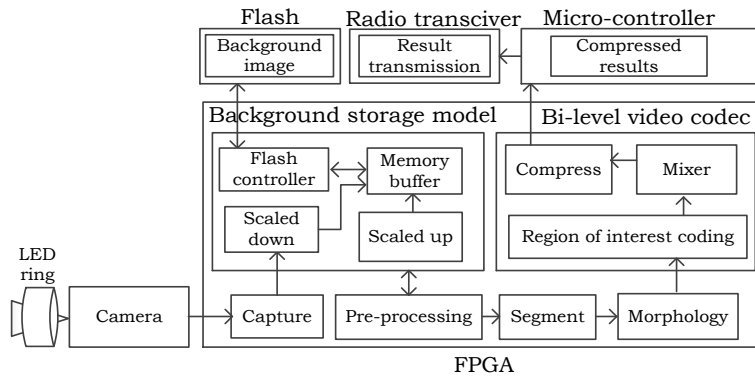 Flash
Radio transciver
Micro-controller
Background
image
Result
transmission
Compressed
results
Background storage model
Bi-level video codec
Flash
controller
Memory
buffer
Compress
Mixer
Scaled
down
Scaled up
Region of interest coding
LED
ring
Camera
Capture
Pre-processing
Segment
Morphology
FPGA